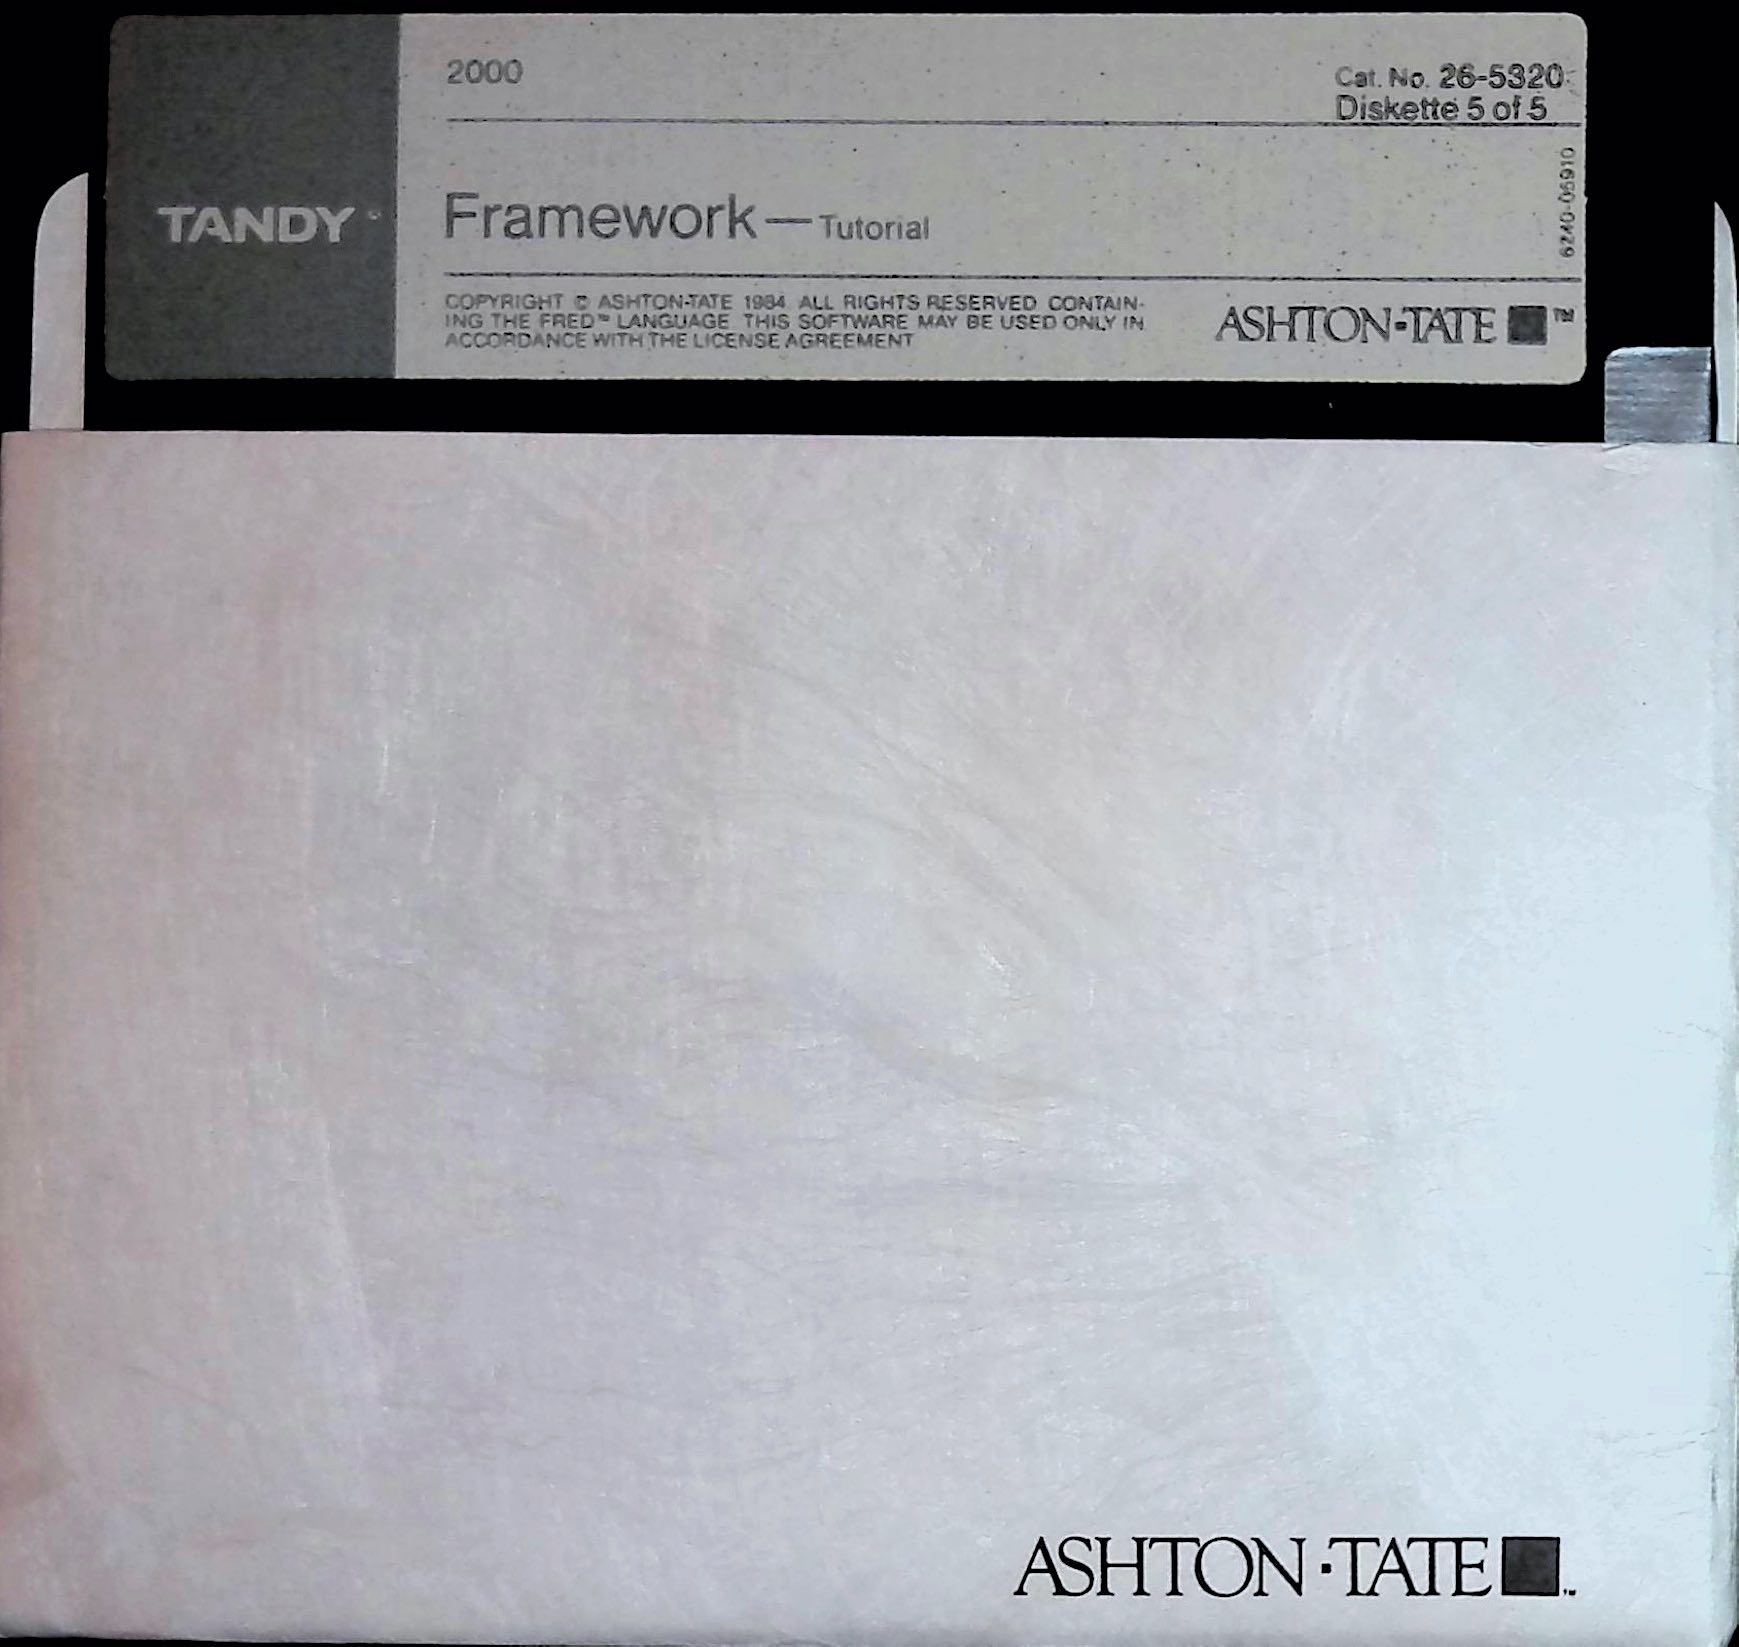 2000
Cat. No. 26-5320
Diskette 5 of 5
TANDY®
Framework—Tutorial
6240-05910
COPYRIGHT © ASHTON-TATE 1984 ALL RIGHTS RESERVED CONTAIN-
ING THE FRED™ LANGUAGE THIS SOFTWARE MAY BE USED ONLY IN
ACCORDANCE WITH THE LICENSE AGREEMENT
ASHTON▪TATE ■™
ASHTON▪TATE ■™